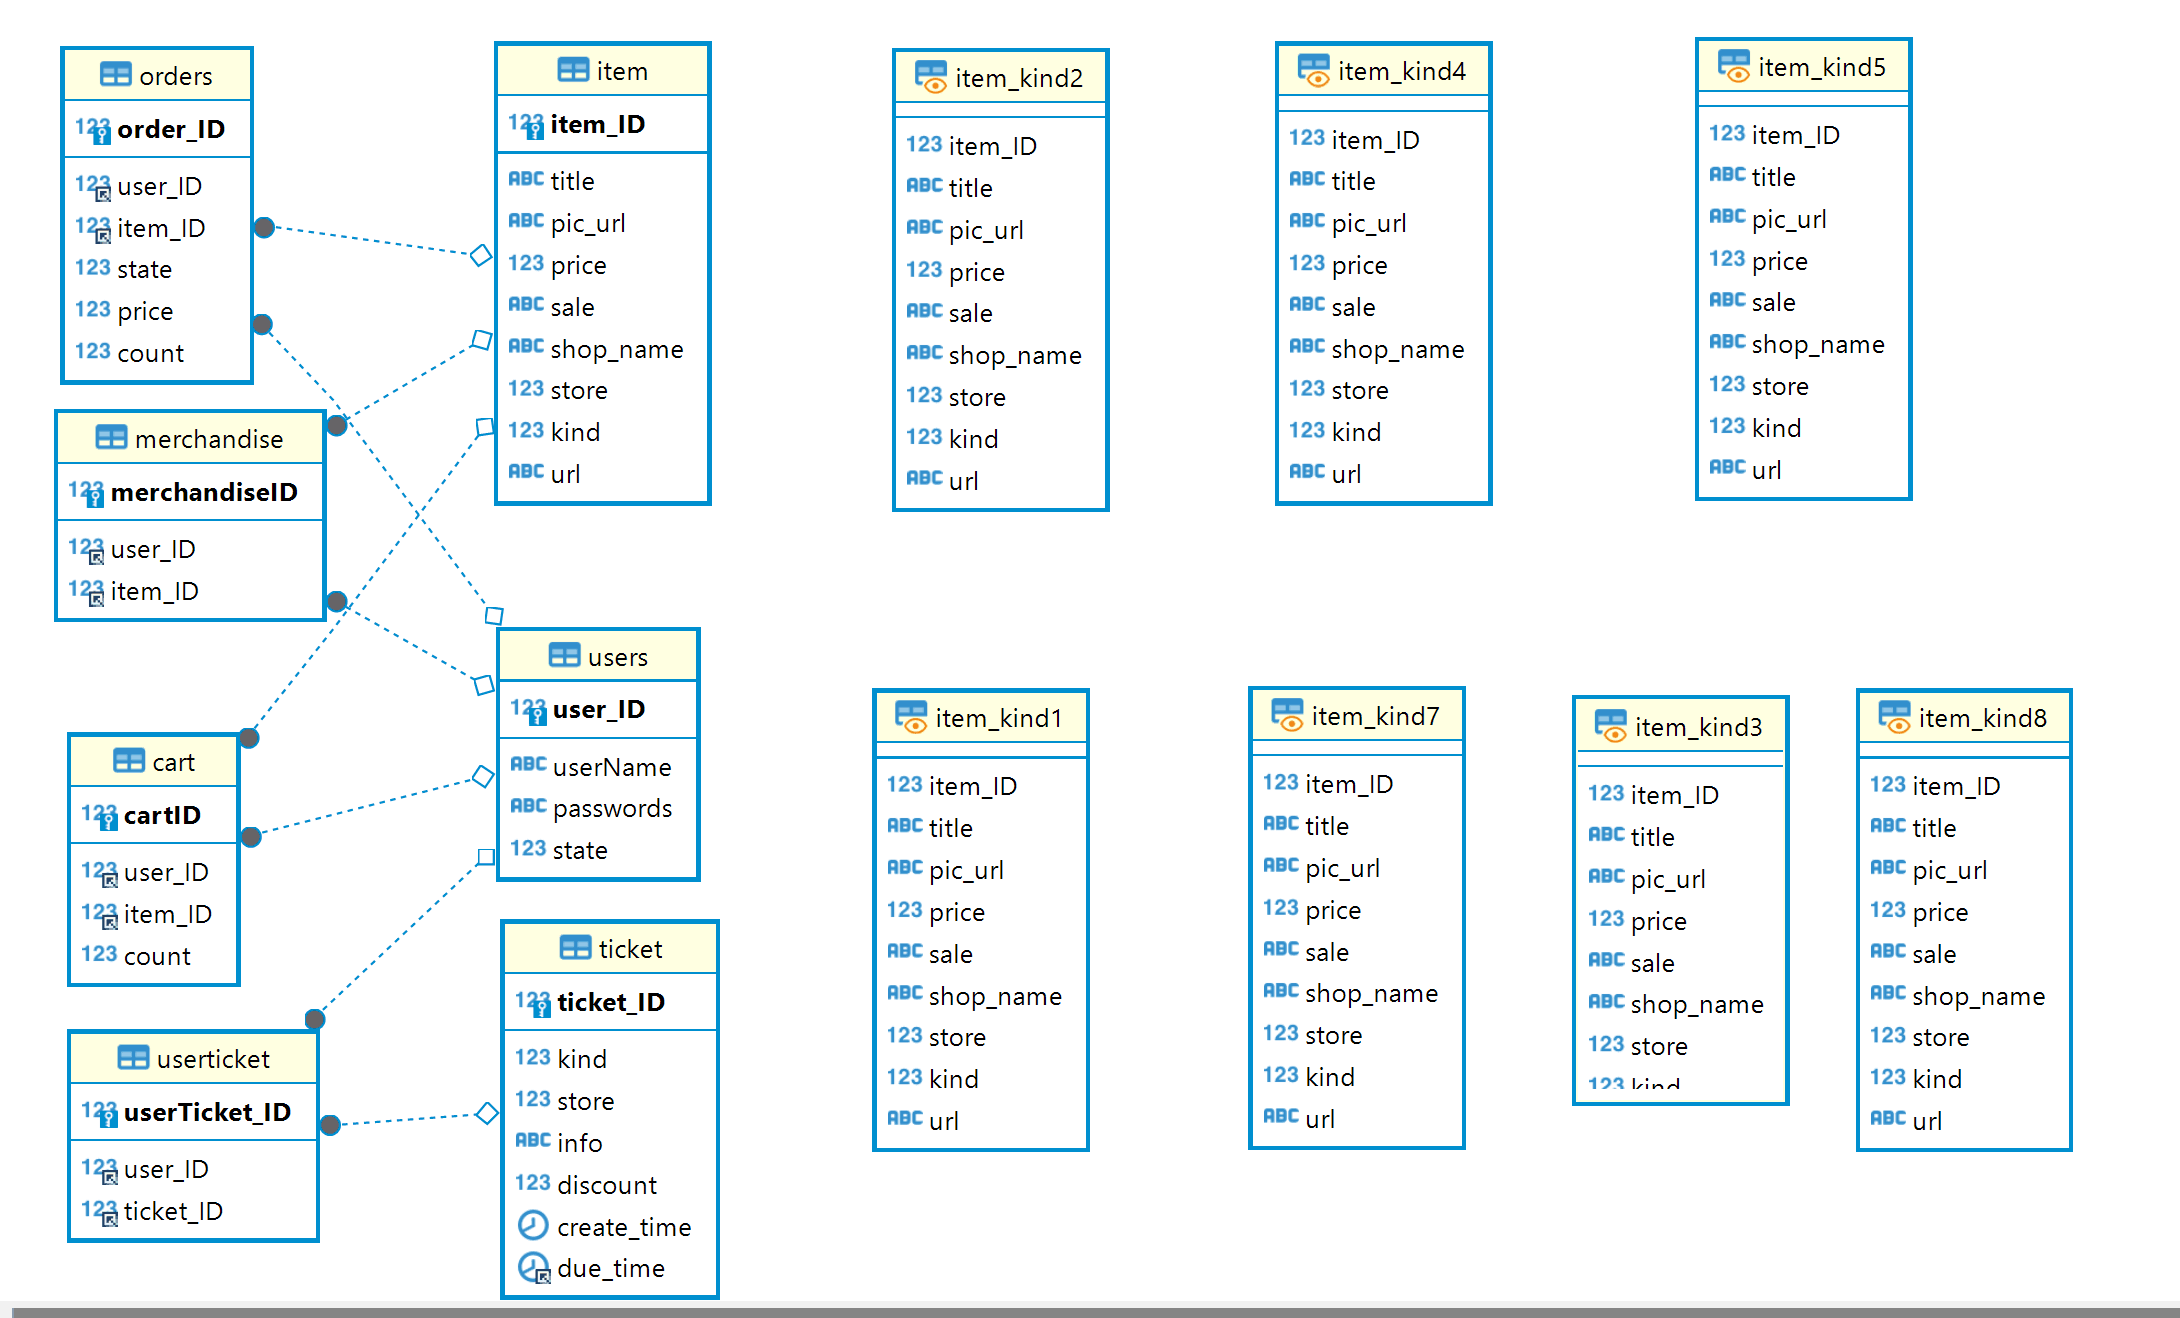 orders
123 order_ID
123 user_ID
123 item_ID
123 state
123 price
123 count
item
123 item_ID
ABC title
ABC pic_url
123 price
ABC sale
ABC shop_name
123 store
123 kind
ABC url
item_kind2
123 item_ID
ABC title
ABC pic_url
123 price
ABC sale
ABC shop_name
123 store
123 kind
ABC url
item_kind4
123 item_ID
ABC title
ABC pic_url
123 price
ABC sale
ABC shop_name
123 store
123 kind
ABC url
item_kind5
123 item_ID
ABC title
ABC pic_url
123 price
ABC sale
ABC shop_name
123 store
123 kind
ABC url
merchandise
123 merchandiseID
123 user_ID
123 item_ID
users
123 user_ID
ABC userName
ABC passwords
123 state
cart
123 cartID
123 user_ID
123 item_ID
123 count
userticket
123 userTicket_ID
123 user_ID
123 ticket_ID
ticket
123 ticket_ID
123 kind
123 store
ABC info
123 discount
create_time
due_time
item_kind1
123 item_ID
ABC title
ABC pic_url
123 price
ABC sale
ABC shop_name
123 store
123 kind
ABC url
item_kind7
123 item_ID
ABC title
ABC pic_url
123 price
ABC sale
ABC shop_name
123 store
123 kind
ABC url
item_kind3
123 item_ID
ABC title
ABC pic_url
123 price
ABC sale
ABC shop_name
123 store
123 kind
item_kind8
123 item_ID
ABC title
ABC pic_url
123 price
ABC sale
ABC shop_name
123 store
123 kind
ABC url